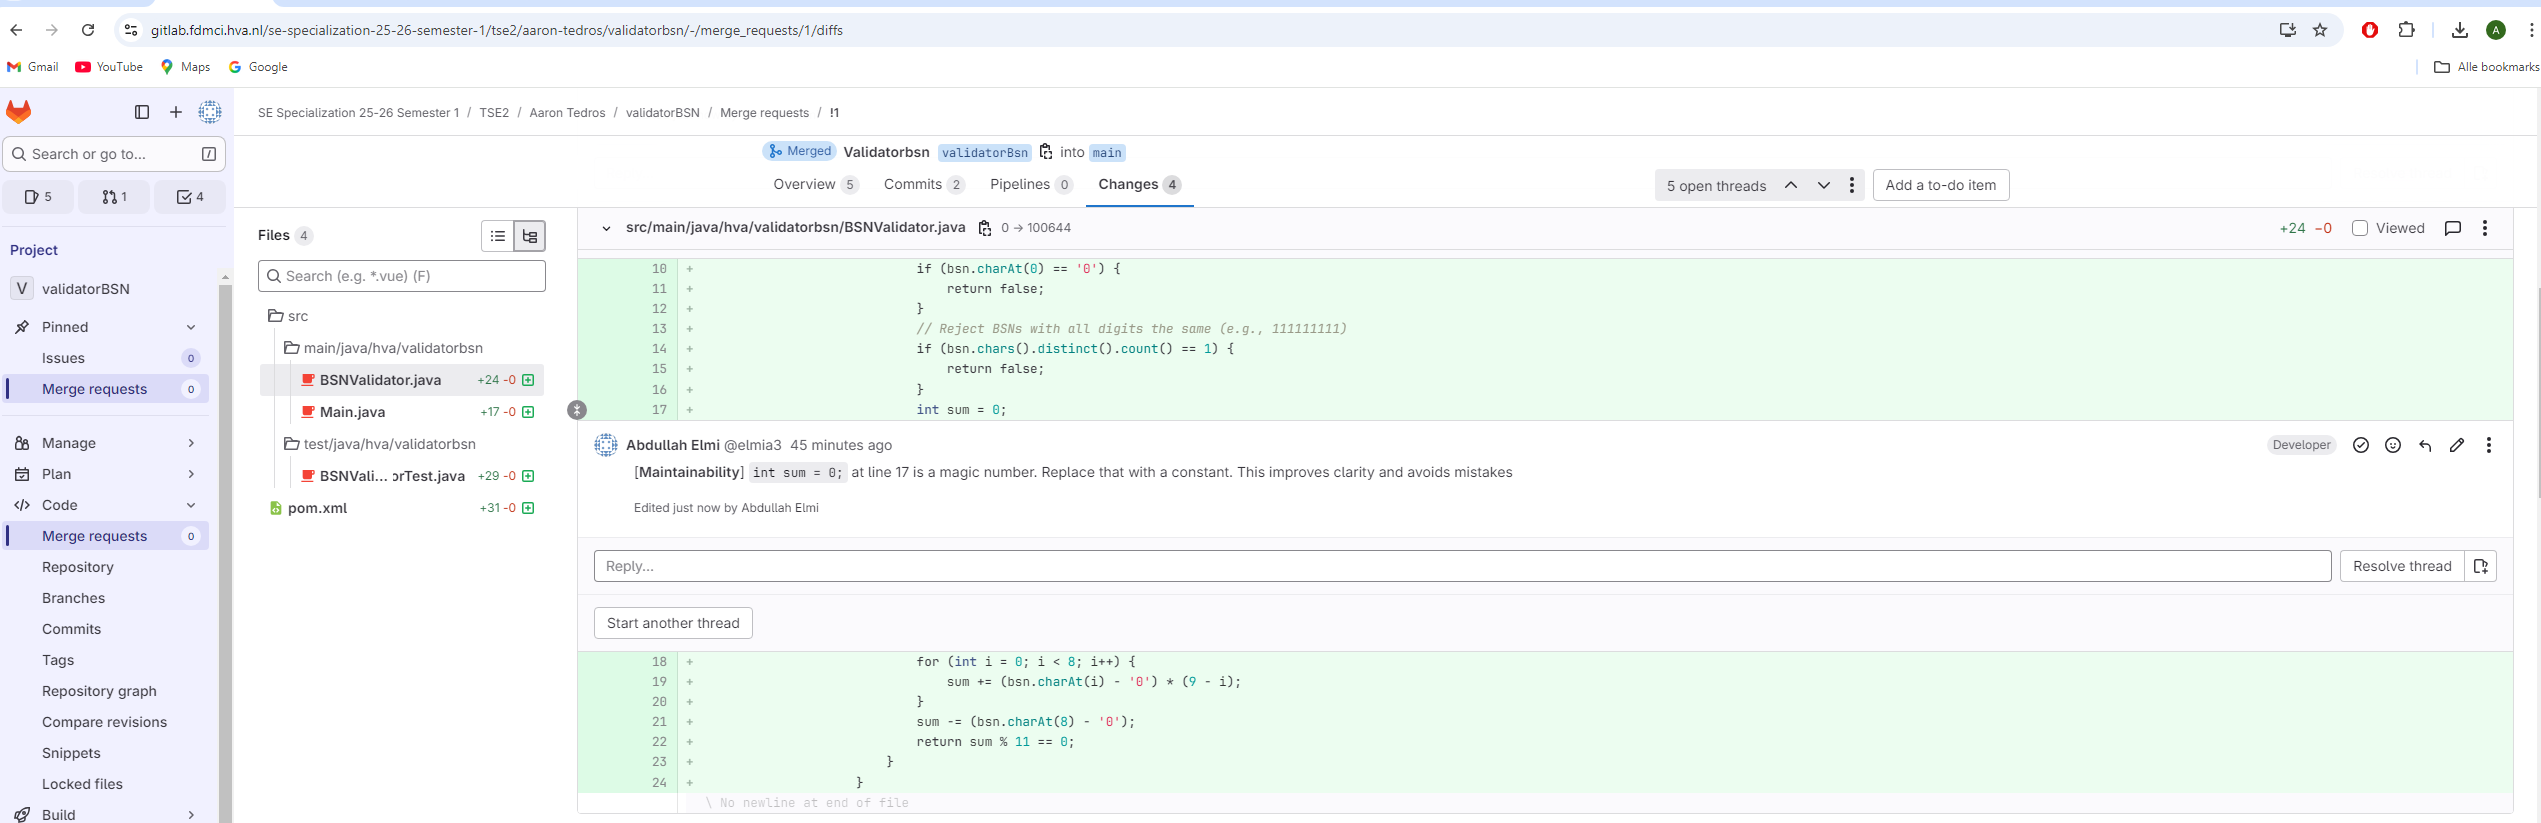 gitlab.fdmci.hva.nl/se-specialization-25-26-semester-1/tse2/aaron-tedros/validatorbsn/-/merge_requests/1/diffs
A
Gmail YouTube Maps Google
Alle bookmarks
SE Specialization 25-26 Semester 1 / TSE2 / Aaron Tedros / validatorBSN / Merge requests / !1
Search or go to... /
5 1 4
Project
V validatorBSN
Pinned
Issues 0
Merge requests 0
Manage
Plan
Code
Merge requests 0
Repository
Branches
Commits
Tags
Repository graph
Compare revisions
Snippets
Locked files
Build
Merged Validatorbsn validatorBsn into main
Overview 5 Commits 2 Pipelines 0 Changes 4
5 open threads Add a to-do item
Files 4
Search (e.g. *.vue) (F)
src
main/java/hva/validatorbsn
BSNValidator.java +24 -0
Main.java +17 -0
test/java/hva/validatorbsn
BSNVali... orTest.java +29 -0
pom.xml +31 -0
src/main/java/hva/validatorbsn/BSNValidator.java 0 → 100644 +24 −0 Viewed
10 + if (bsn.charAt(0) == '0') {
11 + return false;
12 + }
13 + // Reject BSNs with all digits the same (e.g., 111111111)
14 + if (bsn.chars().distinct().count() == 1) {
15 + return false;
16 + }
17 + int sum = 0;
Abdullah Elmi @elmia3 45 minutes ago Developer
[Maintainability] int sum = 0; at line 17 is a magic number. Replace that with a constant. This improves clarity and avoids mistakes
Edited just now by Abdullah Elmi
Reply... Resolve thread
Start another thread
18 + for (int i = 0; i < 8; i++) {
19 + sum += (bsn.charAt(i) - '0') * (9 - i);
20 + }
21 + sum -= (bsn.charAt(8) - '0');
22 + return sum % 11 == 0;
23 + }
24 + }
\ No newline at end of file